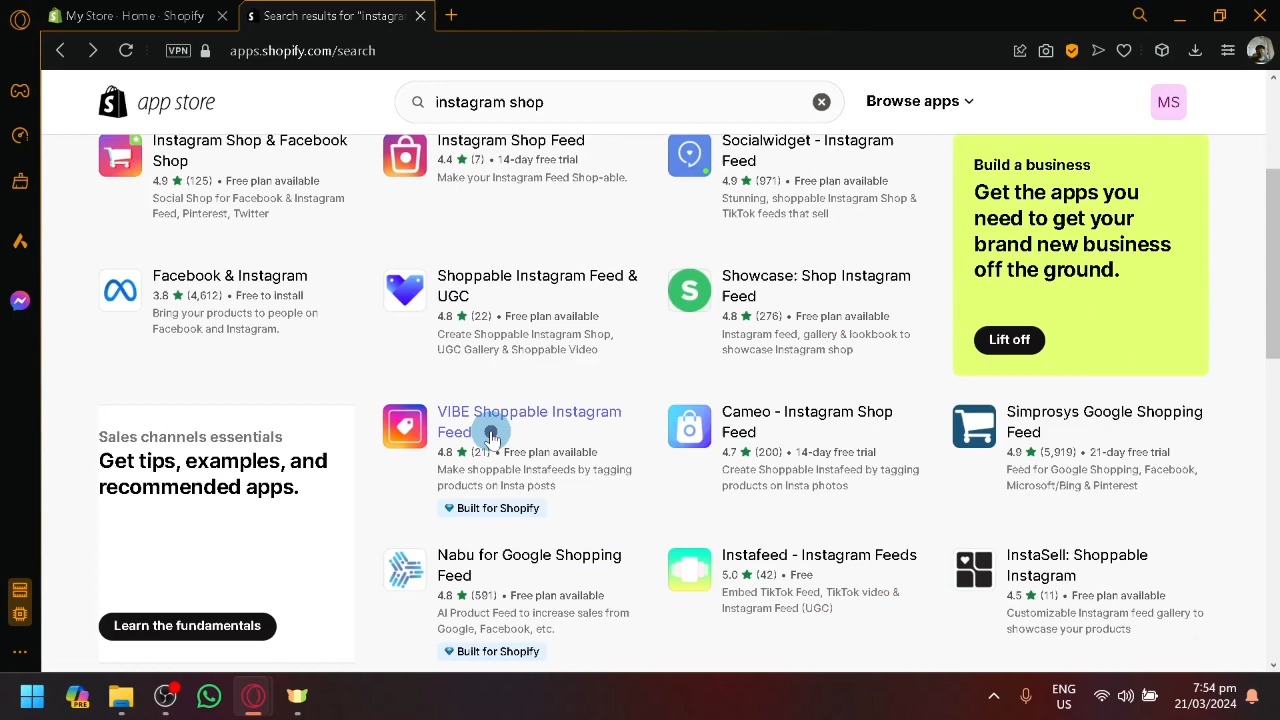 My Store · Home · Shopify
Search results for "Instagra
VPN
apps.shopify.com/search
app store
instagram shop
Browse apps
MS
Instagram Shop & Facebook
Shop
4.9 ★ (125) • Free plan available
Social Shop for Facebook & Instagram
Feed, Pinterest, Twitter
Instagram Shop Feed
4.4 ★ (7) • 14-day free trial
Make your Instagram Feed Shop-able.
Socialwidget - Instagram
Feed
4.9 ★ (971) • Free plan available
Stunning, shoppable Instagram Shop &
TikTok feeds that sell
Build a business
Get the apps you
need to get your
brand new business
off the ground.
Lift off
Facebook & Instagram
3.8 ★ (4,612) • Free to install
Bring your products to people on
Facebook and Instagram.
Shoppable Instagram Feed &
UGC
4.8 ★ (22) • Free plan available
Create Shoppable Instagram Shop,
UGC Gallery & Shoppable Video
S
Showcase: Shop Instagram
Feed
4.8 ★ (276) • Free plan available
Instagram feed, gallery & lookbook to
showcase Instagram shop
Sales channels essentials
Get tips, examples, and
recommended apps.
Learn the fundamentals
VIBE Shoppable Instagram
Feed
4.8 ★ (21) • Free plan available
Make shoppable Instafeeds by tagging
products on Insta posts
Built for Shopify
Cameo - Instagram Shop
Feed
4.7 ★ (200) • 14-day free trial
Create Shoppable Instafeed by tagging
products on Insta photos
Simprosys Google Shopping
Feed
4.9 ★ (5,919) • 21-day free trial
Feed for Google Shopping, Facebook,
Microsoft/Bing & Pinterest
Nabu for Google Shopping
Feed
4.8 ★ (591) • Free plan available
AI Product Feed to increase sales from
Google, Facebook, etc.
Built for Shopify
Instafeed - Instagram Feeds
5.0 ★ (42) • Free
Embed TikTok Feed, TikTok video &
Instagram Feed (UGC)
InstaSell: Shoppable
Instagram
4.5 ★ (11) • Free plan available
Customizable Instagram feed gallery to
showcase your products
PRE
ENG
US
7:54 pm
21/03/2024